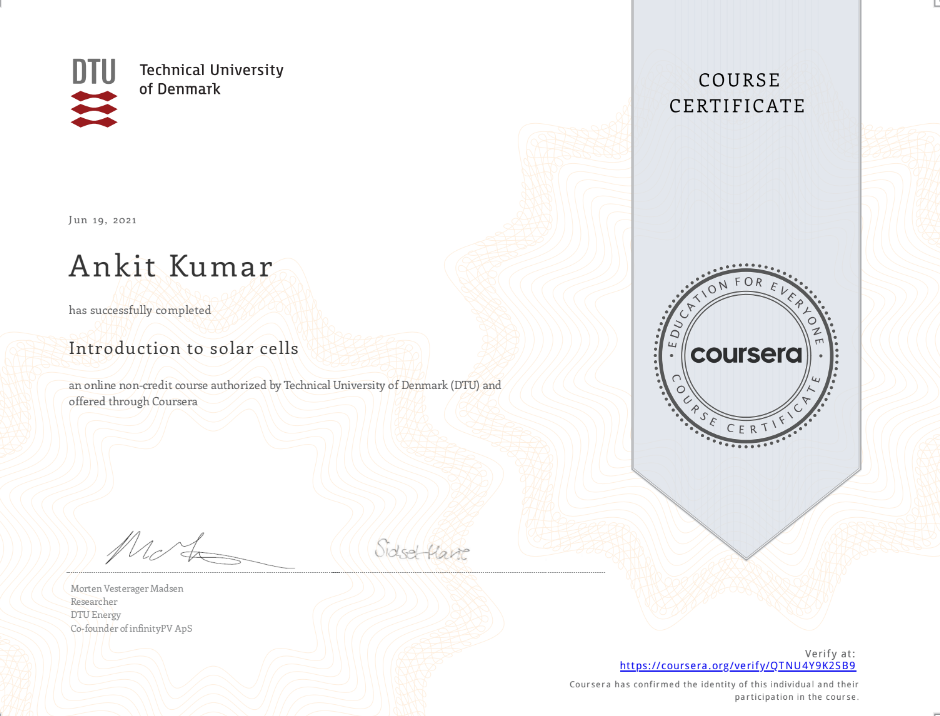 DTU
Technical University
of Denmark
COURSE
CERTIFICATE
Jun 19, 2021
Ankit Kumar
has successfully completed
Introduction to solar cells
an online non-credit course authorized by Technical University of Denmark (DTU) and
offered through Coursera
EDUCATION FOR EVERYONE
coursera
COURSE CERTIFICATE
Morten Vesterager Madsen
Researcher
DTU Energy
Co-founder of infinityPV ApS
Verify at:
https://coursera.org/verify/QTNU4Y9K2SB9
Coursera has confirmed the identity of this individual and their
participation in the course.